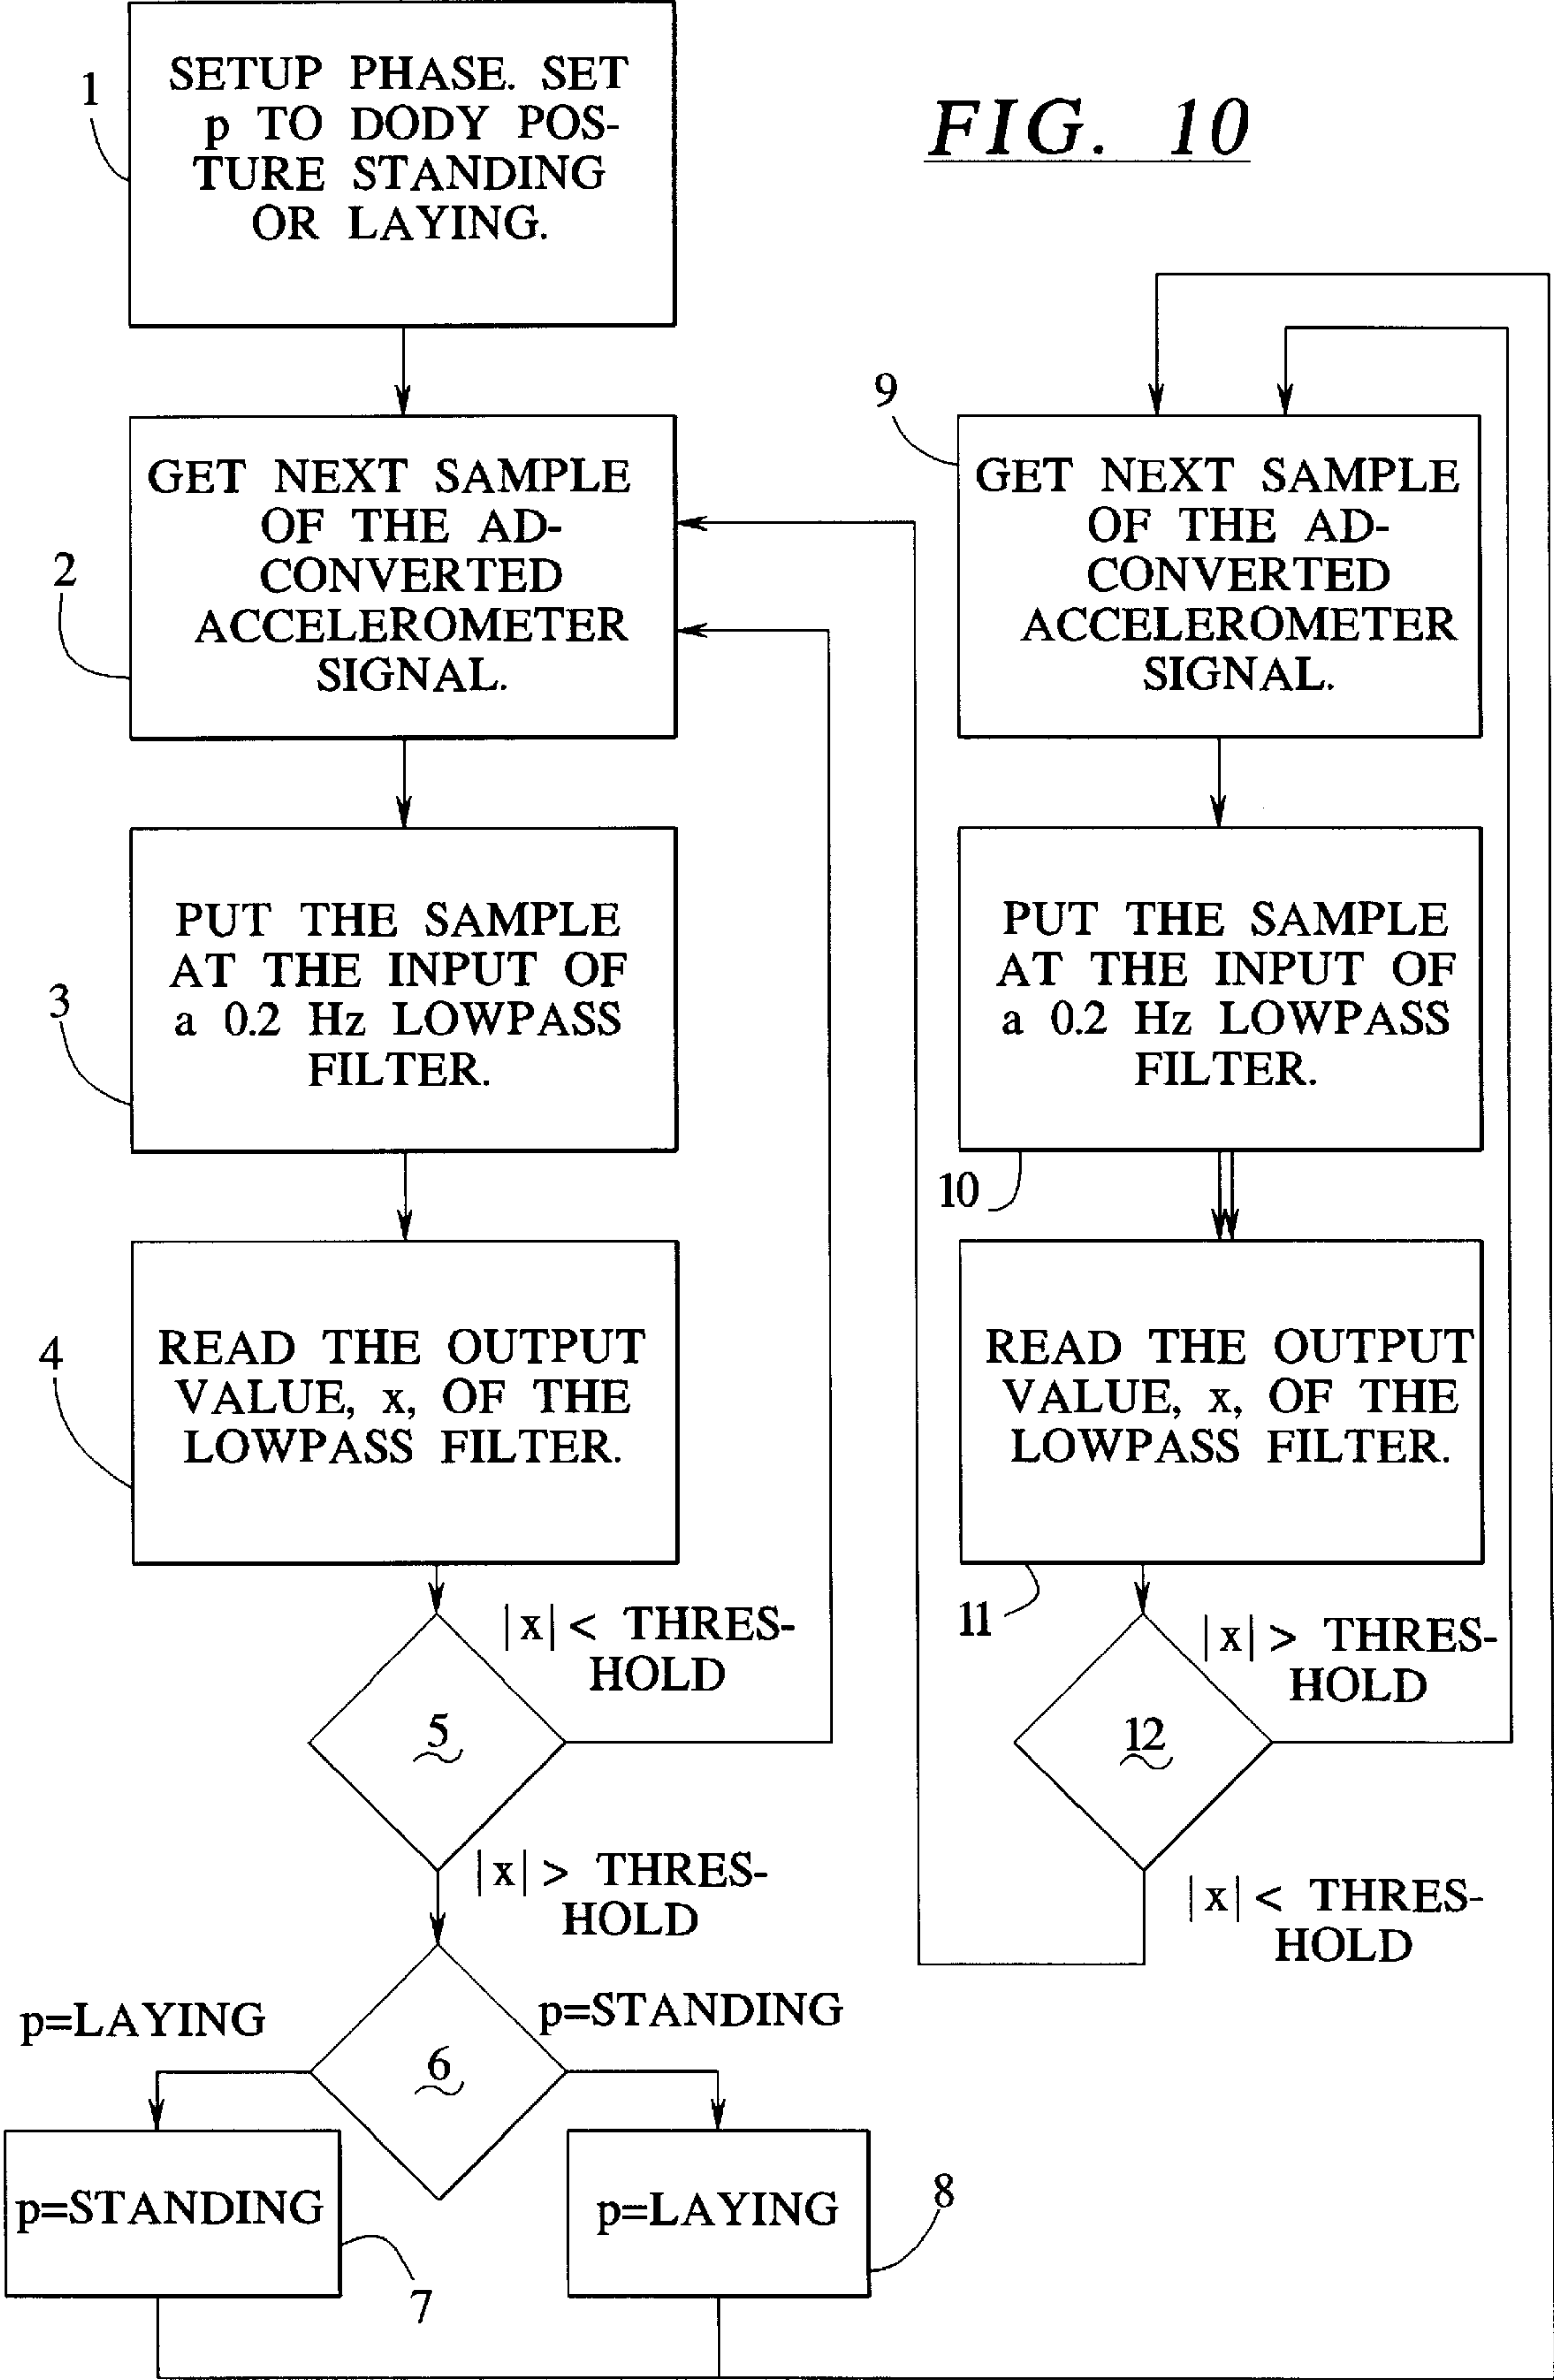 FIG. 10
1
SETUP PHASE. SET
p TO DODY POS-
TURE STANDING
OR LAYING.
2
GET NEXT SAMPLE
OF THE AD-
CONVERTED
ACCELEROMETER
SIGNAL.
3
PUT THE SAMPLE
AT THE INPUT OF
a 0.2 Hz LOWPASS
FILTER.
4
READ THE OUTPUT
VALUE, x, OF THE
LOWPASS FILTER.
|x| < THRES-
HOLD
5
|x| > THRES-
HOLD
p=LAYING
p=STANDING
6
p=STANDING
7
p=LAYING
8
9
GET NEXT SAMPLE
OF THE AD-
CONVERTED
ACCELEROMETER
SIGNAL.
PUT THE SAMPLE
AT THE INPUT OF
a 0.2 Hz LOWPASS
FILTER.
10
READ THE OUTPUT
VALUE, x, OF THE
LOWPASS FILTER.
11
|x| > THRES-
HOLD
12
|x| < THRES-
HOLD